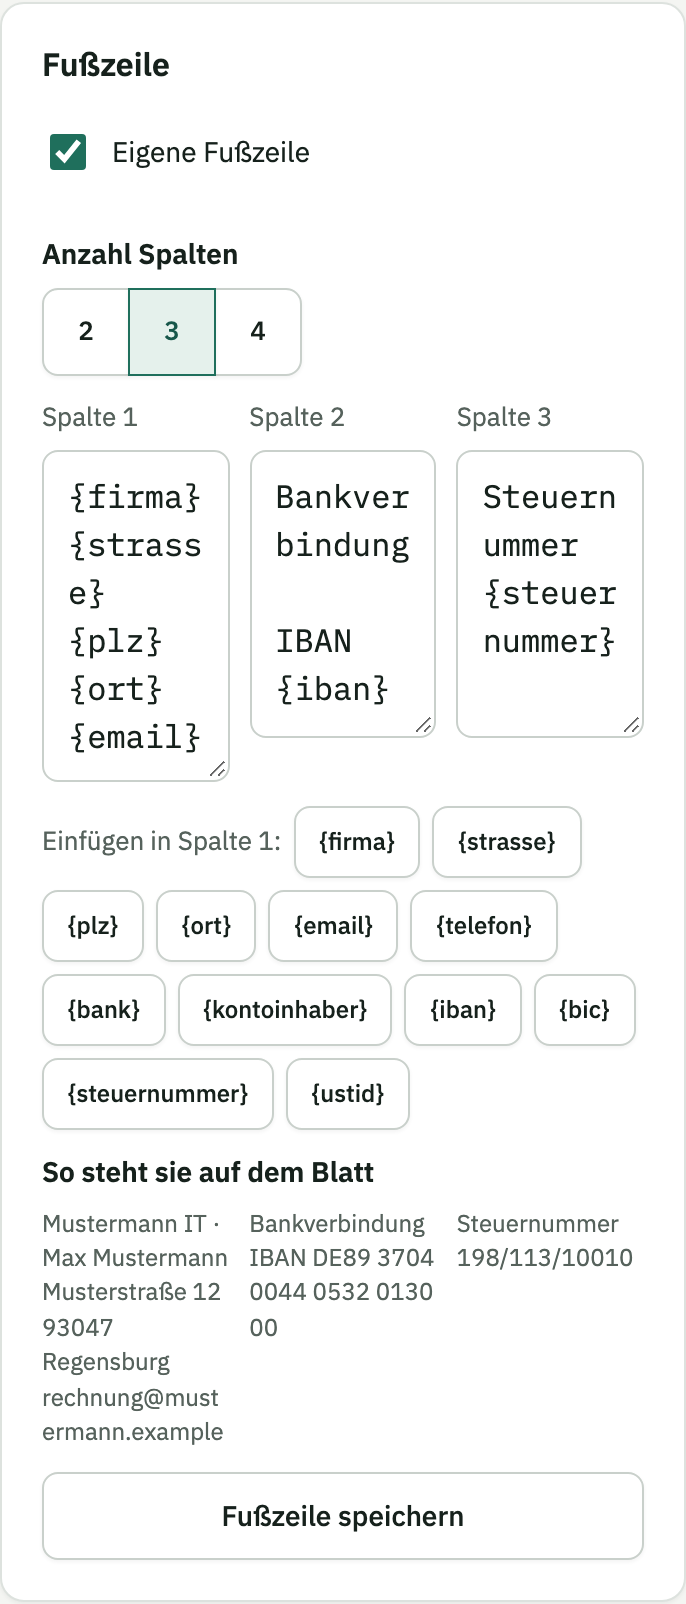 Fußzeile
Eigene Fußzeile
Anzahl Spalten
2 3 4
Spalte 1 Spalte 2 Spalte 3
{firma}
{strass
e}
{plz}
{ort}
{email}
Bankver
bindung
IBAN
{iban}
Steuern
ummer
{steuer
nummer}
Einfügen in Spalte 1: {firma} {strasse}
{plz} {ort} {email} {telefon}
{bank} {kontoinhaber} {iban} {bic}
{steuernummer} {ustid}
So steht sie auf dem Blatt
Mustermann IT ·
Max Mustermann
Musterstraße 12
93047
Regensburg
rechnung@must
ermann.example
Bankverbindung
IBAN DE89 3704
0044 0532 0130
00
Steuernummer
198/113/10010
Fußzeile speichern